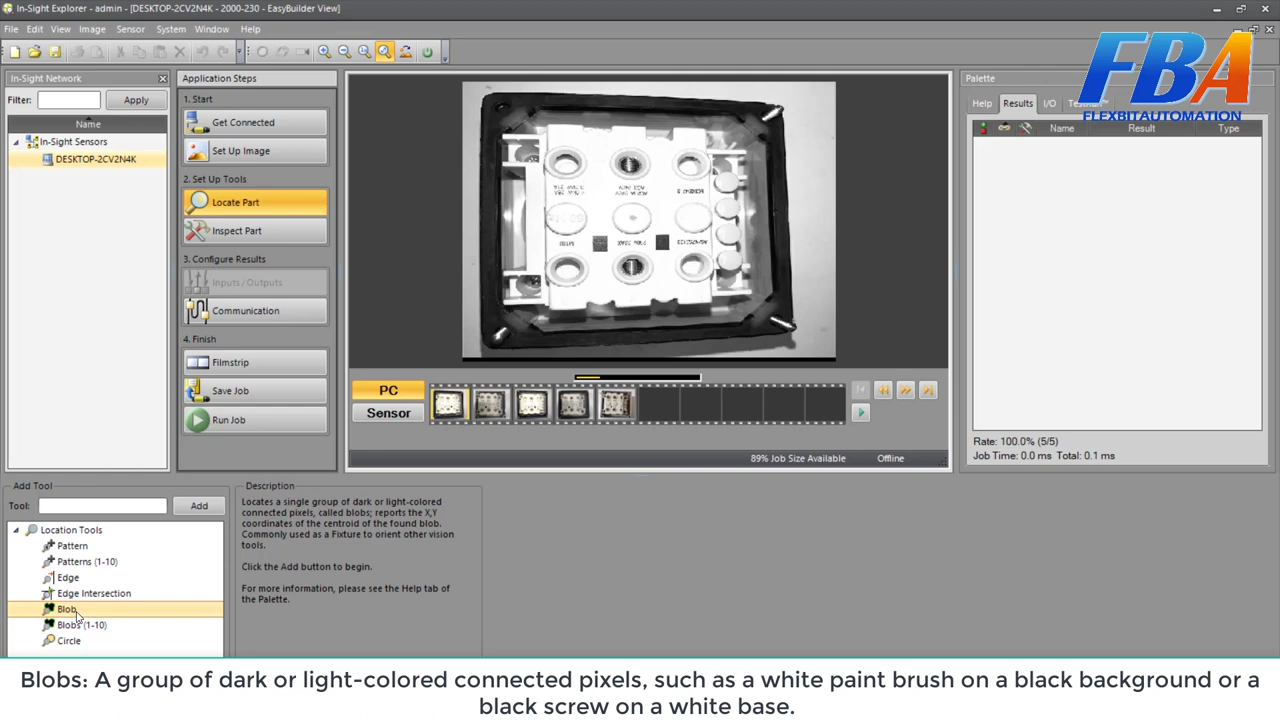 In-Sight Explorer - admin - [DESKTOP-2CV2N4K - 2000-230 - EasyBuilder View]
File Edit View Image Sensor System Window Help
FBA
FLEXBITAUTOMATION
In-Sight Network
Filter: Apply
Name
In-Sight Sensors
DESKTOP-2CV2N4K
Application Steps
1. Start
Get Connected
Set Up Image
2. Set Up Tools
Locate Part
Inspect Part
3. Configure Results
Inputs / Outputs
Communication
4. Finish
Filmstrip
Save Job
Run Job
PC
Sensor
89% Job Size Available Offline
Palette
Help Results I/O
Name Result Type
Rate: 100.0% (5/5)
Job Time: 0.0 ms Total: 0.1 ms
Add Tool
Tool: Add
Location Tools
Pattern
Patterns (1-10)
Edge
Edge Intersection
Blob
Blobs (1-10)
Circle
Description
Locates a single group of dark or light-colored
connected pixels, called blobs; reports the X,Y
coordinates of the centroid of the found blob.
Commonly used as a Fixture to orient other vision
tools.
Click the Add button to begin.
For more information, please see the Help tab of
the Palette.
Blobs: A group of dark or light-colored connected pixels, such as a white paint brush on a black background or a
black screw on a white base.